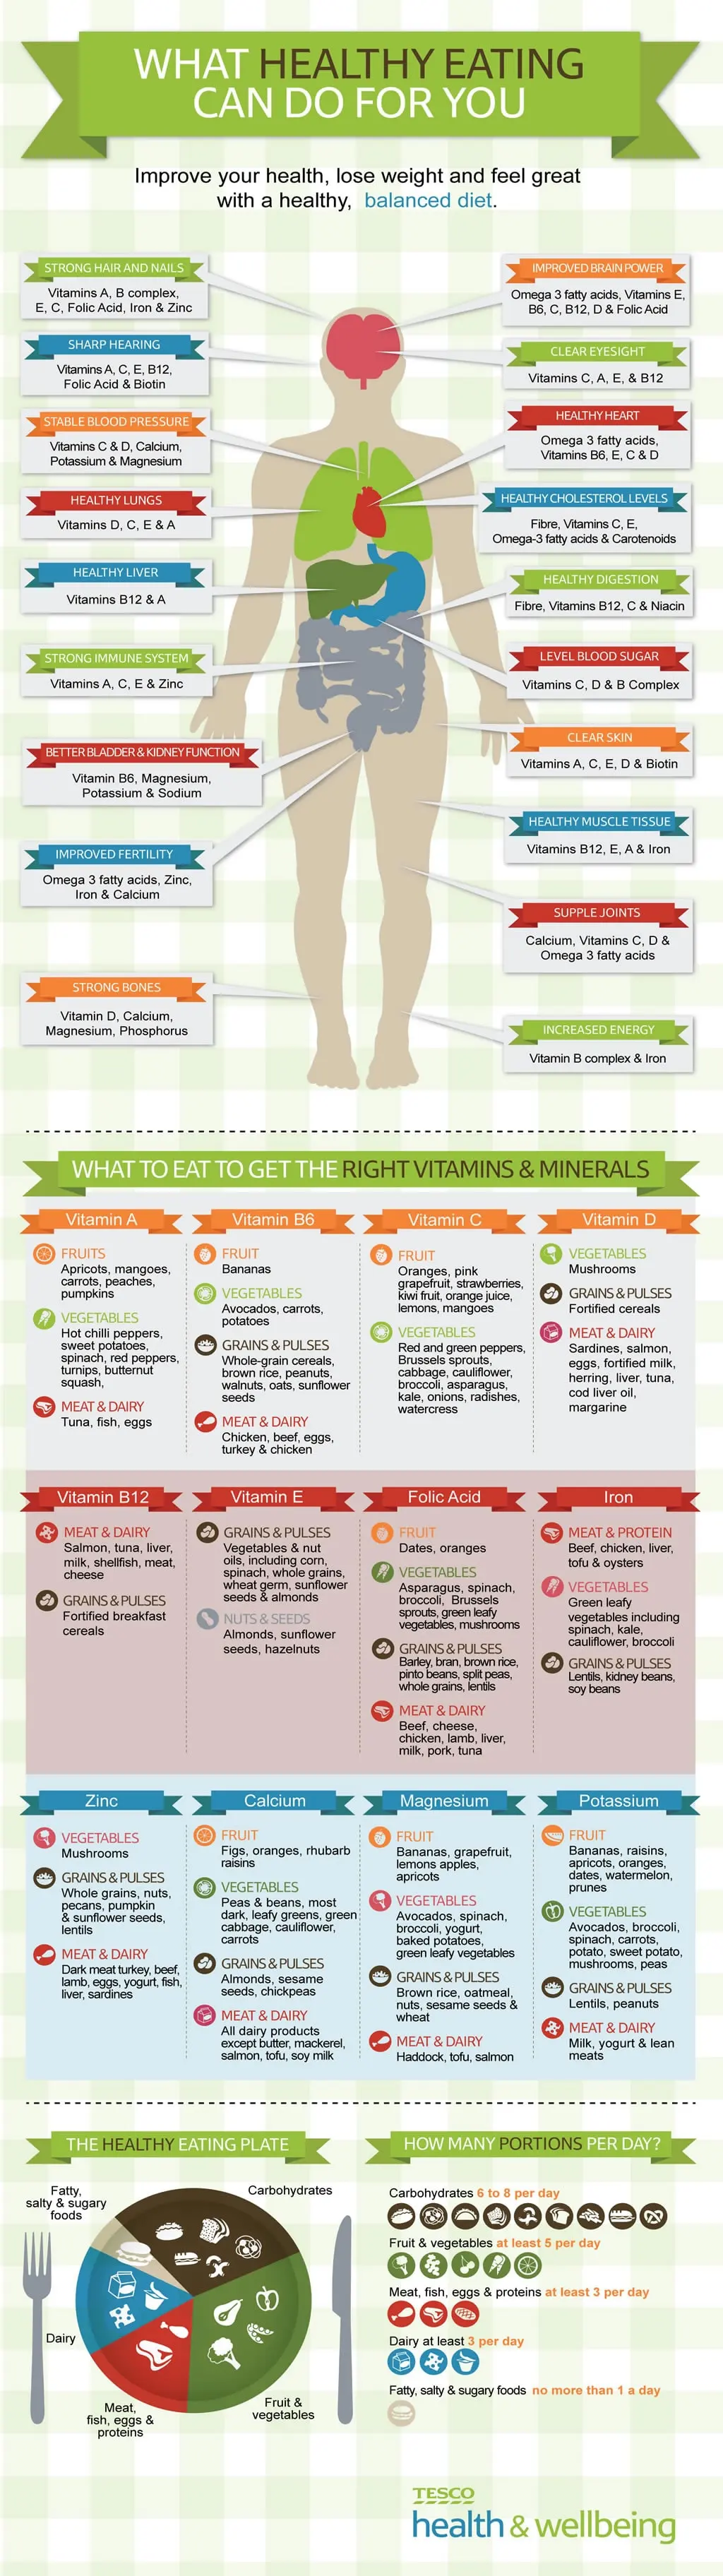 WHAT HEALTHY EATING
CAN DO FOR YOU
Improve your health, lose weight and feel great
with a healthy, balanced diet.
STRONG HAIR AND NAILS
Vitamins A, B complex,
E, C, Folic Acid, Iron & Zinc
SHARP HEARING
Vitamins A, C, E, B12,
Folic Acid & Biotin
STABLE BLOOD PRESSURE
Vitamins C & D, Calcium,
Potassium & Magnesium
HEALTHY LUNGS
Vitamins D, C, E & A
HEALTHY LIVER
Vitamins B12 & A
STRONG IMMUNE SYSTEM
Vitamins A, C, E & Zinc
BETTER BLADDER & KIDNEY FUNCTION
Vitamin B6, Magnesium,
Potassium & Sodium
IMPROVED FERTILITY
Omega 3 fatty acids, Zinc,
Iron & Calcium
STRONG BONES
Vitamin D, Calcium,
Magnesium, Phosphorus
IMPROVED BRAIN POWER
Omega 3 fatty acids, Vitamins E,
B6, C, B12, D & Folic Acid
CLEAR EYESIGHT
Vitamins C, A, E, & B12
HEALTHY HEART
Omega 3 fatty acids,
Vitamins B6, E, C & D
HEALTHY CHOLESTEROL LEVELS
Fibre, Vitamins C, E,
Omega-3 fatty acids & Carotenoids
HEALTHY DIGESTION
Fibre, Vitamins B12, C & Niacin
LEVEL BLOOD SUGAR
Vitamins C, D & B Complex
CLEAR SKIN
Vitamins A, C, E, D & Biotin
HEALTHY MUSCLE TISSUE
Vitamins B12, E, A & Iron
SUPPLE JOINTS
Calcium, Vitamins C, D &
Omega 3 fatty acids
INCREASED ENERGY
Vitamin B complex & Iron
WHAT TO EAT TO GET THE RIGHT VITAMINS & MINERALS
Vitamin A
FRUITS
Apricots, mangoes,
carrots, peaches,
pumpkins
VEGETABLES
Hot chilli peppers,
sweet potatoes,
spinach, red peppers,
turnips, butternut
squash,
MEAT & DAIRY
Tuna, fish, eggs
Vitamin B6
FRUIT
Bananas
VEGETABLES
Avocados, carrots,
potatoes
GRAINS & PULSES
Whole-grain cereals,
brown rice, peanuts,
walnuts, oats, sunflower
seeds
MEAT & DAIRY
Chicken, beef, eggs,
turkey & chicken
Vitamin C
FRUIT
Oranges, pink
grapefruit, strawberries,
kiwi fruit, orange juice,
lemons, mangoes
VEGETABLES
Red and green peppers,
Brussels sprouts,
cabbage, cauliflower,
broccoli, asparagus,
kale, onions, radishes,
watercress
Vitamin D
VEGETABLES
Mushrooms
GRAINS & PULSES
Fortified cereals
MEAT & DAIRY
Sardines, salmon,
eggs, fortified milk,
herring, liver, tuna,
cod liver oil,
margarine
Vitamin B12
MEAT & DAIRY
Salmon, tuna, liver,
milk, shellfish, meat,
cheese
GRAINS & PULSES
Fortified breakfast
cereals
Vitamin E
GRAINS & PULSES
Vegetables & nut
oils, including corn,
spinach, whole grains,
wheat germ, sunflower
seeds & almonds
NUTS & SEEDS
Almonds, sunflower
seeds, hazelnuts
Folic Acid
FRUIT
Dates, oranges
VEGETABLES
Asparagus, spinach,
broccoli, Brussels
sprouts, green leafy
vegetables, mushrooms
GRAINS & PULSES
Barley, bran, brown rice,
pinto beans, split peas,
whole grains, lentils
MEAT & DAIRY
Beef, cheese,
chicken, lamb, liver,
milk, pork, tuna
Iron
MEAT & PROTEIN
Beef, chicken, liver,
tofu & oysters
VEGETABLES
Green leafy
vegetables including
spinach, kale,
cauliflower, broccoli
GRAINS & PULSES
Lentils, kidney beans,
soy beans
Zinc
VEGETABLES
Mushrooms
GRAINS & PULSES
Whole grains, nuts,
pecans, pumpkin
& sunflower seeds,
lentils
MEAT & DAIRY
Dark meat turkey, beef,
lamb, eggs, yogurt, fish,
liver, sardines
Calcium
FRUIT
Figs, oranges, rhubarb
raisins
VEGETABLES
Peas & beans, most
dark, leafy greens, green
cabbage, cauliflower,
carrots
GRAINS & PULSES
Almonds, sesame
seeds, chickpeas
MEAT & DAIRY
All dairy products
except butter, mackerel,
salmon, tofu, soy milk
Magnesium
FRUIT
Bananas, grapefruit,
lemons apples,
apricots
VEGETABLES
Avocados, spinach,
broccoli, yogurt,
baked potatoes,
green leafy vegetables
GRAINS & PULSES
Brown rice, oatmeal,
nuts, sesame seeds &
wheat
MEAT & DAIRY
Haddock, tofu, salmon
Potassium
FRUIT
Bananas, raisins,
apricots, oranges,
dates, watermelon,
prunes
VEGETABLES
Avocados, broccoli,
spinach, carrots,
potato, sweet potato,
mushrooms, peas
GRAINS & PULSES
Lentils, peanuts
MEAT & DAIRY
Milk, yogurt & lean
meats
THE HEALTHY EATING PLATE
Fatty,
salty & sugary
foods
Carbohydrates
Dairy
Meat,
fish, eggs &
proteins
Fruit &
vegetables
HOW MANY PORTIONS PER DAY?
Carbohydrates 6 to 8 per day
Fruit & vegetables at least 5 per day
Meat, fish, eggs & proteins at least 3 per day
Dairy at least 3 per day
Fatty, salty & sugary foods no more than 1 a day
TESCO
health & wellbeing